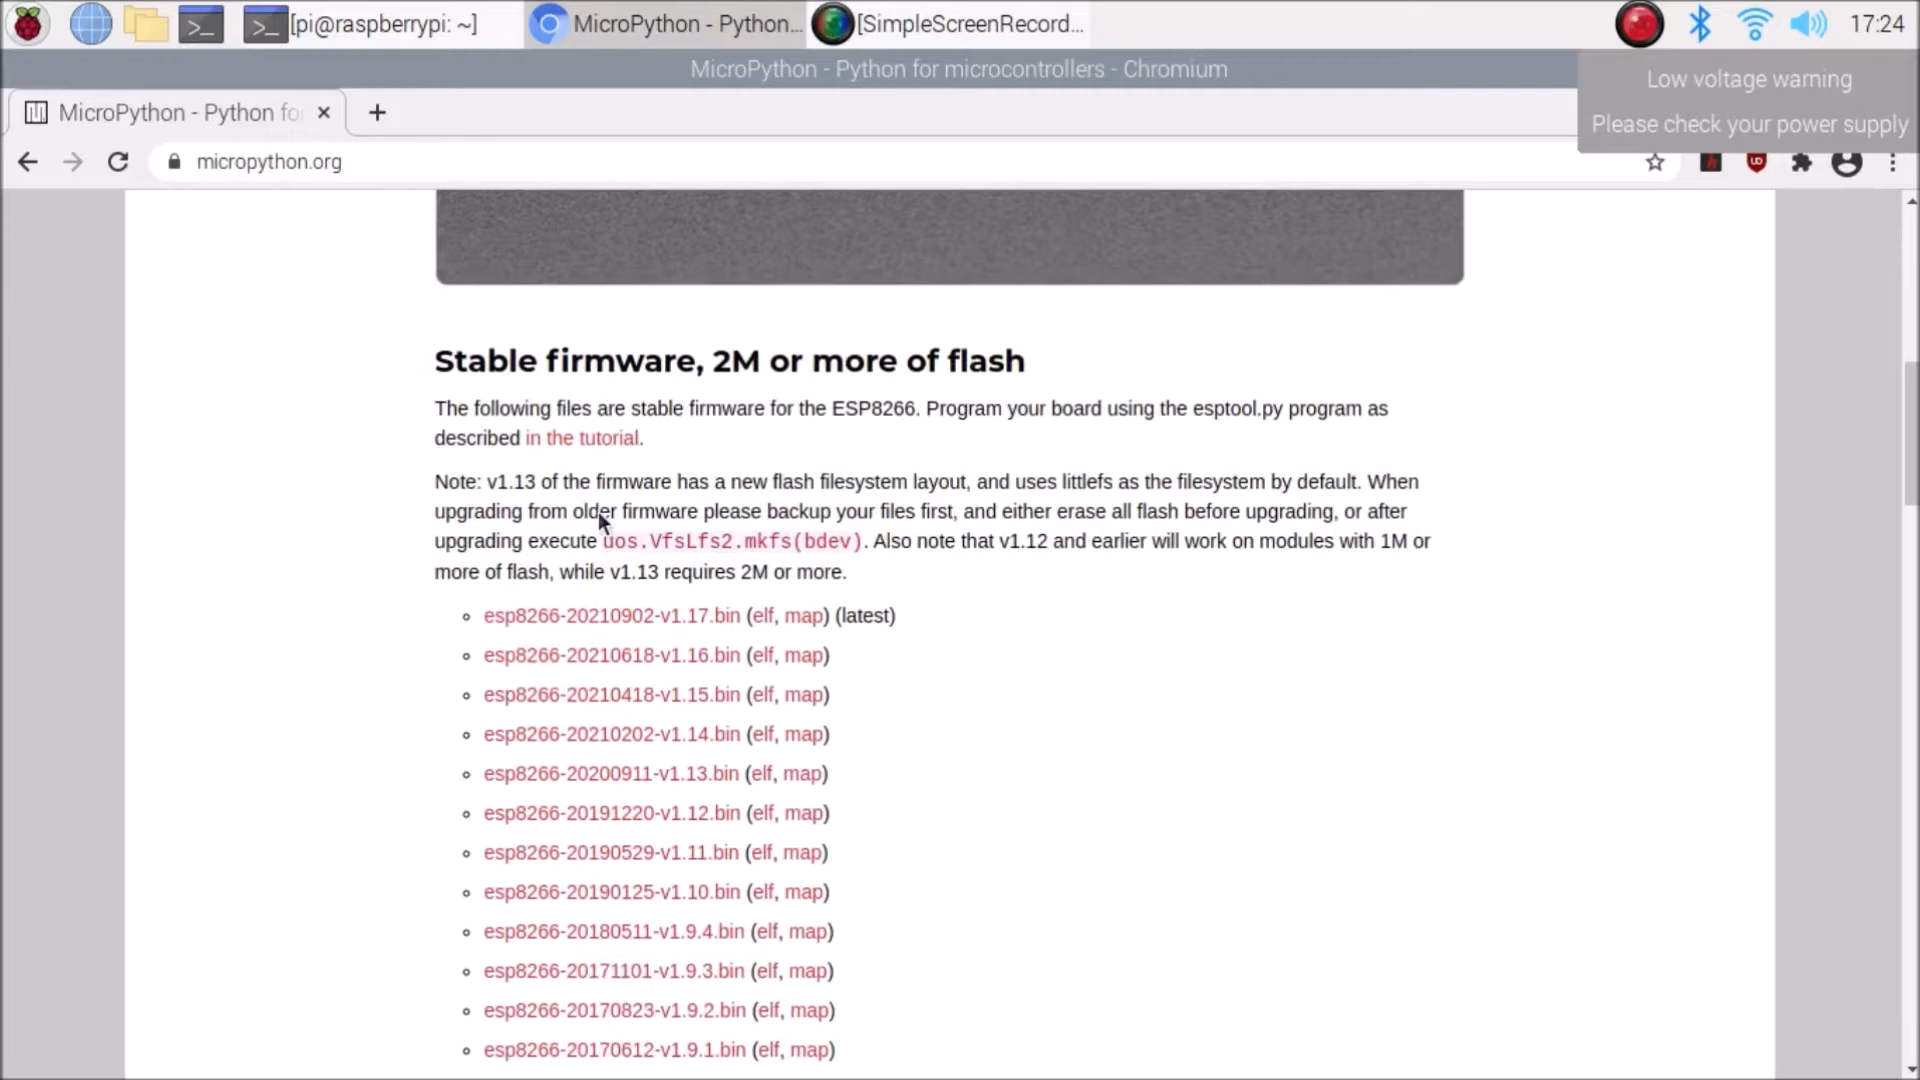 [pi@raspberrypi: ~]
MicroPython - Python...
[SimpleScreenRecord...
17:24
MicroPython - Python for microcontrollers - Chromium
Low voltage warning
Please check your power supply
MicroPython - Python fo
micropython.org
Stable firmware, 2M or more of flash
The following files are stable firmware for the ESP8266. Program your board using the esptool.py program as
described in the tutorial.
Note: v1.13 of the firmware has a new flash filesystem layout, and uses littlefs as the filesystem by default. When
upgrading from older firmware please backup your files first, and either erase all flash before upgrading, or after
upgrading execute uos.VfsLfs2.mkfs(bdev). Also note that v1.12 and earlier will work on modules with 1M or
more of flash, while v1.13 requires 2M or more.
esp8266-20210902-v1.17.bin (elf, map) (latest)
esp8266-20210618-v1.16.bin (elf, map)
esp8266-20210418-v1.15.bin (elf, map)
esp8266-20210202-v1.14.bin (elf, map)
esp8266-20200911-v1.13.bin (elf, map)
esp8266-20191220-v1.12.bin (elf, map)
esp8266-20190529-v1.11.bin (elf, map)
esp8266-20190125-v1.10.bin (elf, map)
esp8266-20180511-v1.9.4.bin (elf, map)
esp8266-20171101-v1.9.3.bin (elf, map)
esp8266-20170823-v1.9.2.bin (elf, map)
esp8266-20170612-v1.9.1.bin (elf, map)